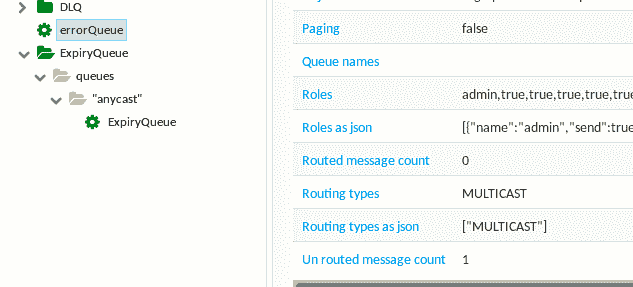 DLQ
errorQueue
ExpiryQueue
queues
"anycast"
ExpiryQueue
Paging false
Queue names
Roles admin,true,true,true,true,true
Roles as json [{"name":"admin","send":true
Routed message count 0
Routing types MULTICAST
Routing types as json ["MULTICAST"]
Un routed message count 1